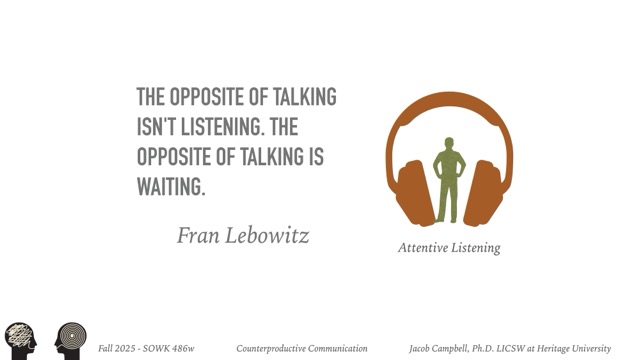 THE OPPOSITE OF TALKING
ISN'T LISTENING. THE
OPPOSITE OF TALKING IS
WAITING.
Fran Lebowitz
Attentive Listening
Fall 2025 - SOWK 486w
Counterproductive Communication
Jacob Campbell, Ph.D. LICSW at Heritage University